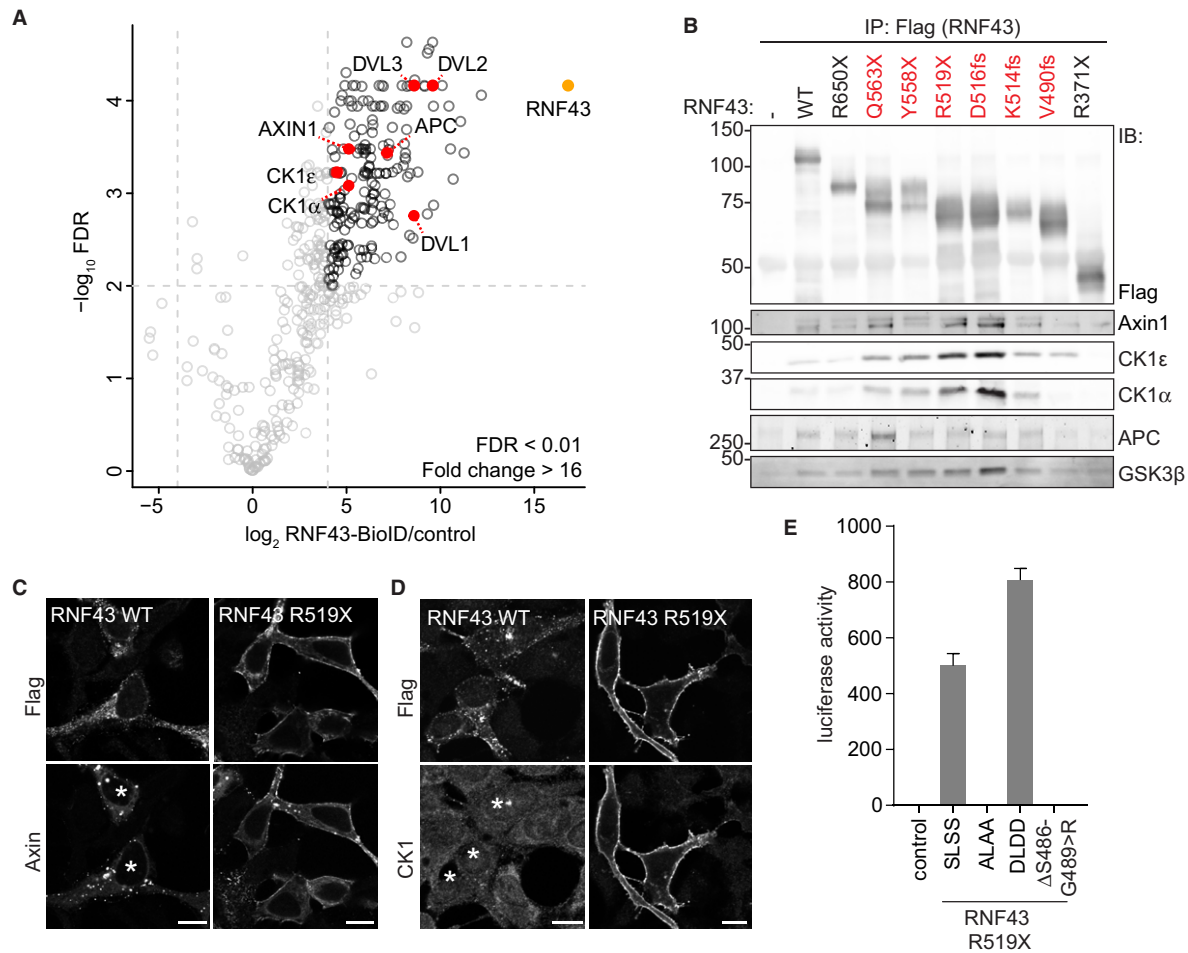 A
DVL3
DVL2
RNF43
AXIN1
APC
CK1ε
CK1α
DVL1
FDR < 0.01
Fold change > 16
−log10 FDR
0
1
2
3
4
−5
0
5
10
15
log2 RNF43-BioID/control
B
IP: Flag (RNF43)
RNF43:
-
WT
R650X
Q563X
Y558X
R519X
D516fs
K514fs
V490fs
R371X
IB:
150
100
75
50
Flag
100
Axin1
50
CK1ε
37
CK1α
250
APC
50
GSK3β
C
RNF43 WT
RNF43 R519X
Flag
Axin
*
*
D
RNF43 WT
RNF43 R519X
Flag
CK1
*
*
*
E
luciferase activity
1000
800
600
400
200
0
control
SLSS
ALAA
DLDD
ΔS486-
G489>R
RNF43
R519X